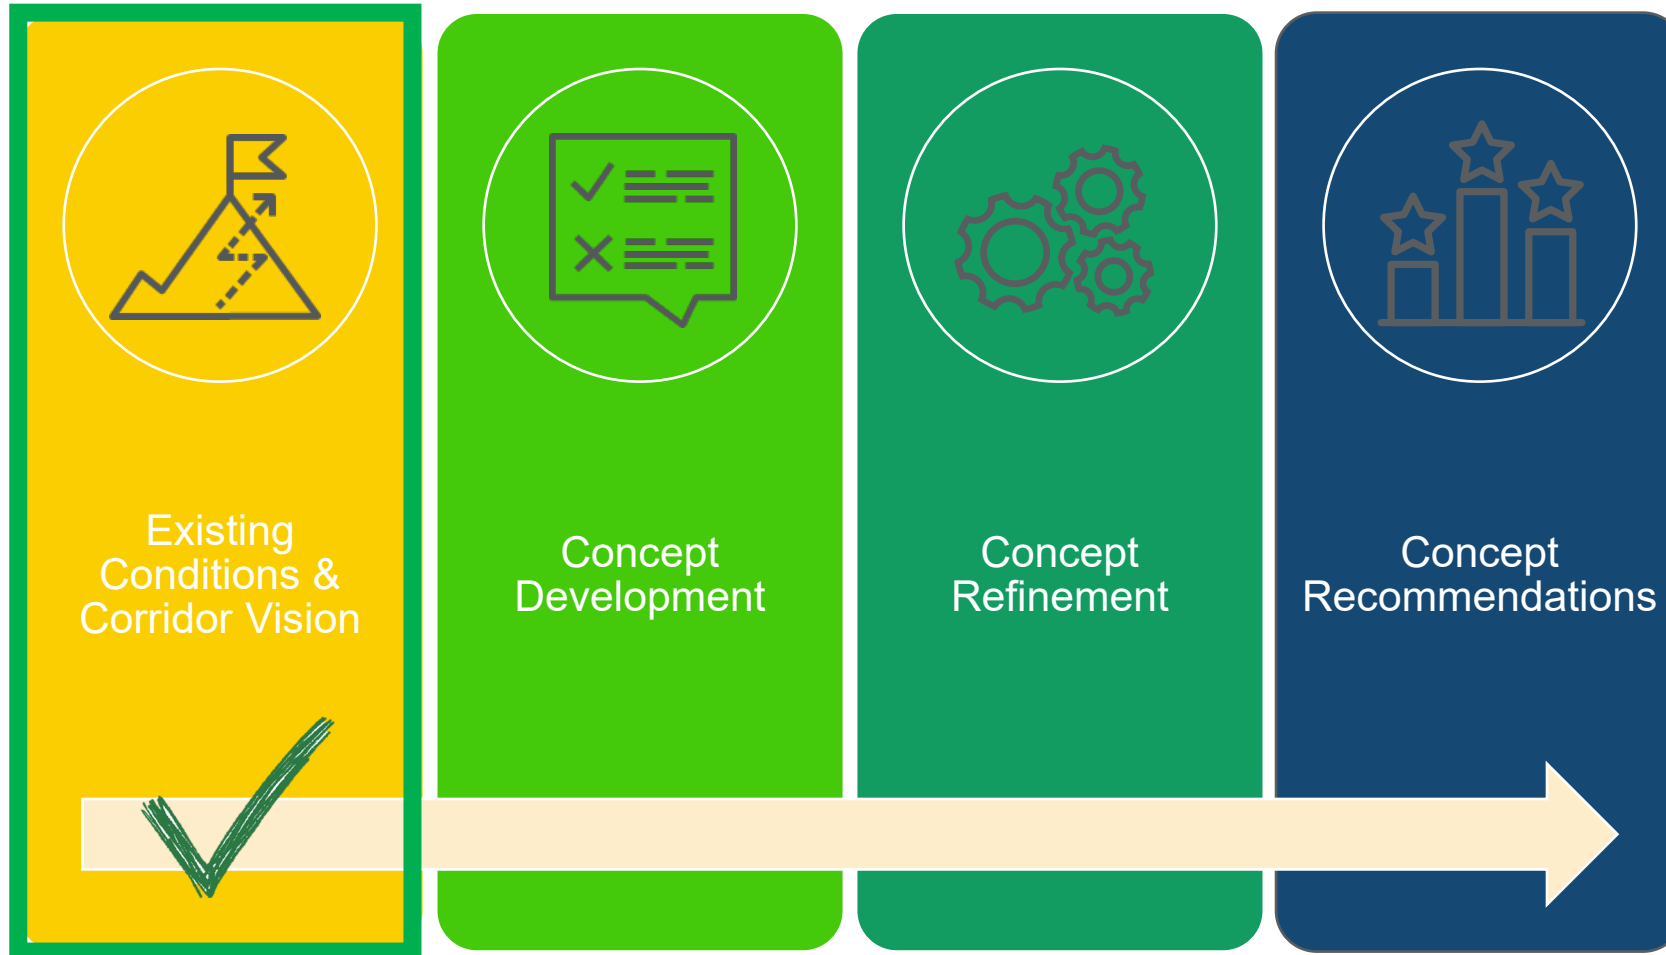 Existing
Conditions &
Corridor Vision
Concept
Development
Concept
Refinement
Concept
Recommendations